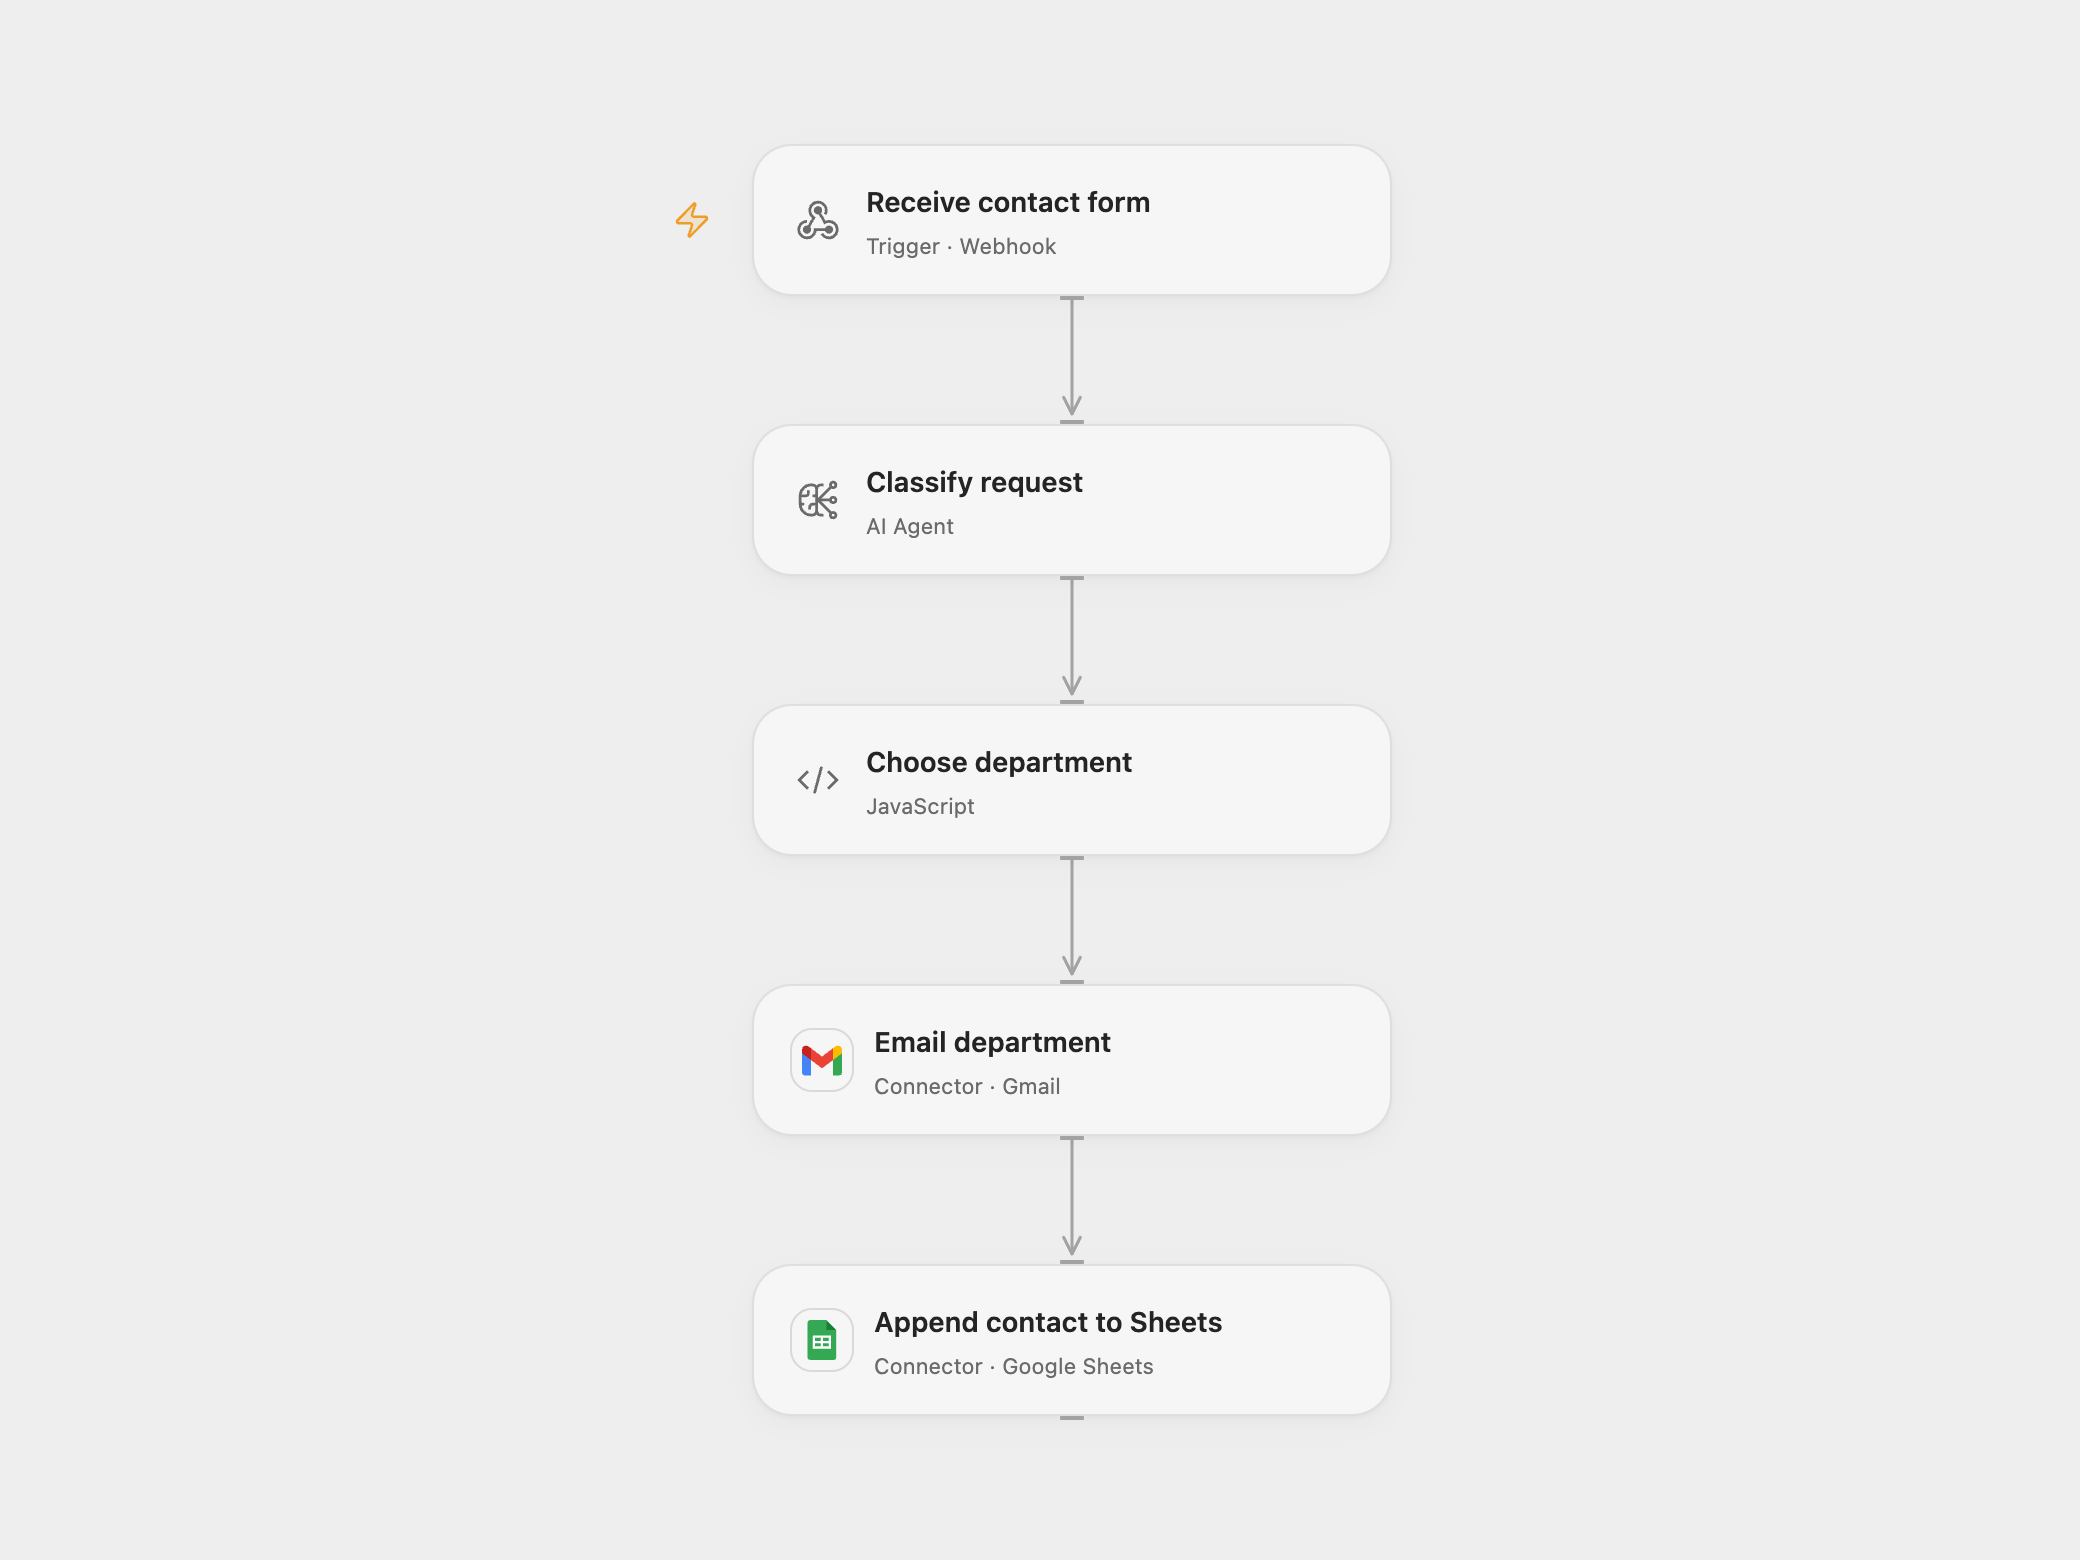 Receive contact form
Trigger · Webhook
Classify request
AI Agent
Choose department
JavaScript
Email department
Connector · Gmail
Append contact to Sheets
Connector · Google Sheets